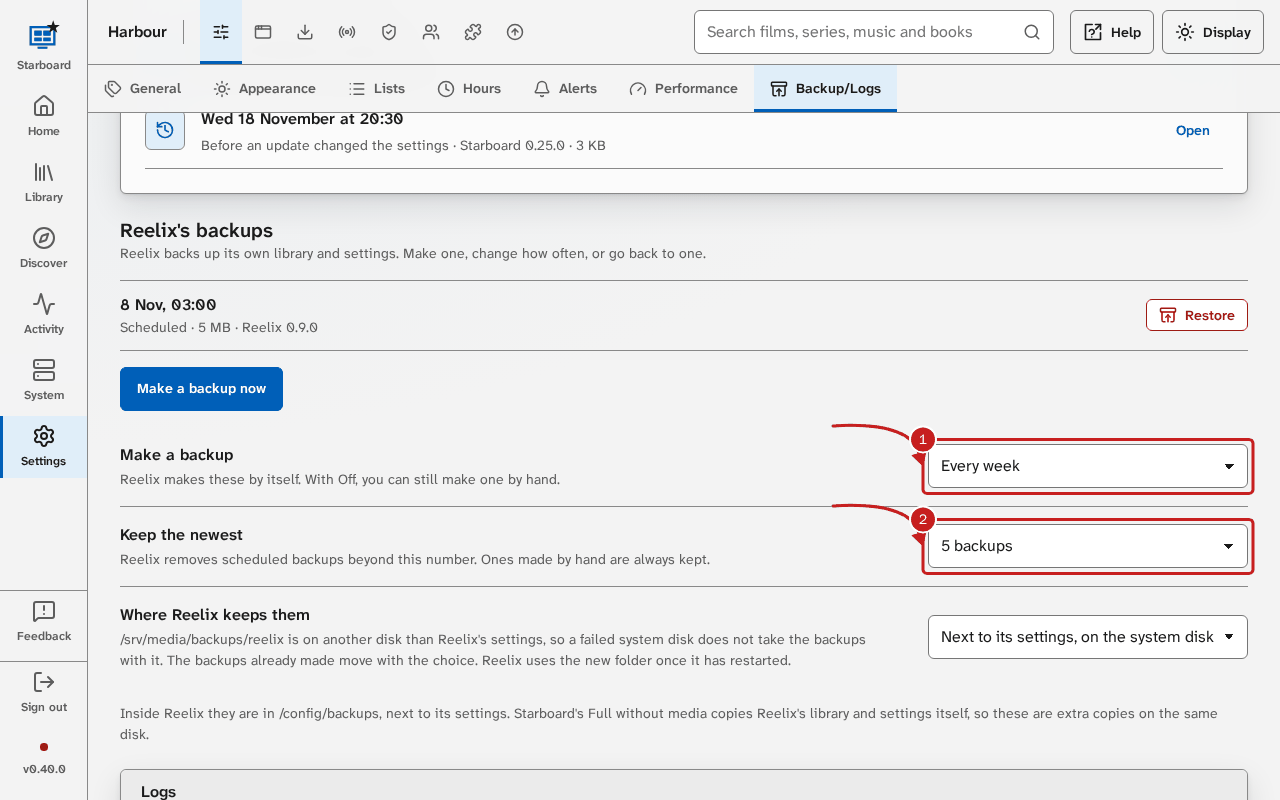 Starboard
Harbour
Search films, series, music and books
Help
Display
General
Appearance
Lists
Hours
Alerts
Performance
Backup/Logs
Home
Library
Discover
Activity
System
Settings
Feedback
Sign out
v0.40.0
Wed 18 November at 20:30
Before an update changed the settings · Starboard 0.25.0 · 3 KB
Open
Reelix's backups
Reelix backs up its own library and settings. Make one, change how often, or go back to one.
8 Nov, 03:00
Scheduled · 5 MB · Reelix 0.9.0
Restore
Make a backup now
Make a backup
Reelix makes these by itself. With Off, you can still make one by hand.
1
Every week
Keep the newest
Reelix removes scheduled backups beyond this number. Ones made by hand are always kept.
2
5 backups
Where Reelix keeps them
/srv/media/backups/reelix is on another disk than Reelix's settings, so a failed system disk does not take the backups
with it. The backups already made move with the choice. Reelix uses the new folder once it has restarted.
Next to its settings, on the system disk
Inside Reelix they are in /config/backups, next to its settings. Starboard's Full without media copies Reelix's library and settings itself, so these are extra copies on the same
disk.
Logs